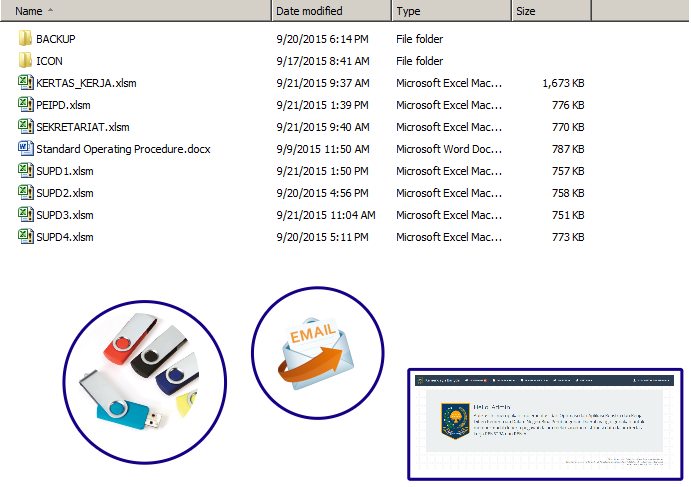 Name Date modified Type Size
BACKUP 9/20/2015 6:14 PM File folder
ICON 9/17/2015 8:41 AM File folder
KERTAS_KERJA.xlsm 9/21/2015 9:37 AM Microsoft Excel Mac... 1,673 KB
PEIPD.xlsm 9/21/2015 1:39 PM Microsoft Excel Mac... 776 KB
SEKRETARIAT.xlsm 9/21/2015 9:40 AM Microsoft Excel Mac... 770 KB
Standard Operating Procedure.docx 9/9/2015 11:50 AM Microsoft Word Doc... 787 KB
SUPD1.xlsm 9/21/2015 1:50 PM Microsoft Excel Mac... 757 KB
SUPD2.xlsm 9/20/2015 4:56 PM Microsoft Excel Mac... 758 KB
SUPD3.xlsm 9/21/2015 11:04 AM Microsoft Excel Mac... 751 KB
SUPD4.xlsm 9/20/2015 5:11 PM Microsoft Excel Mac... 773 KB
EMAIL
Hello, Admin